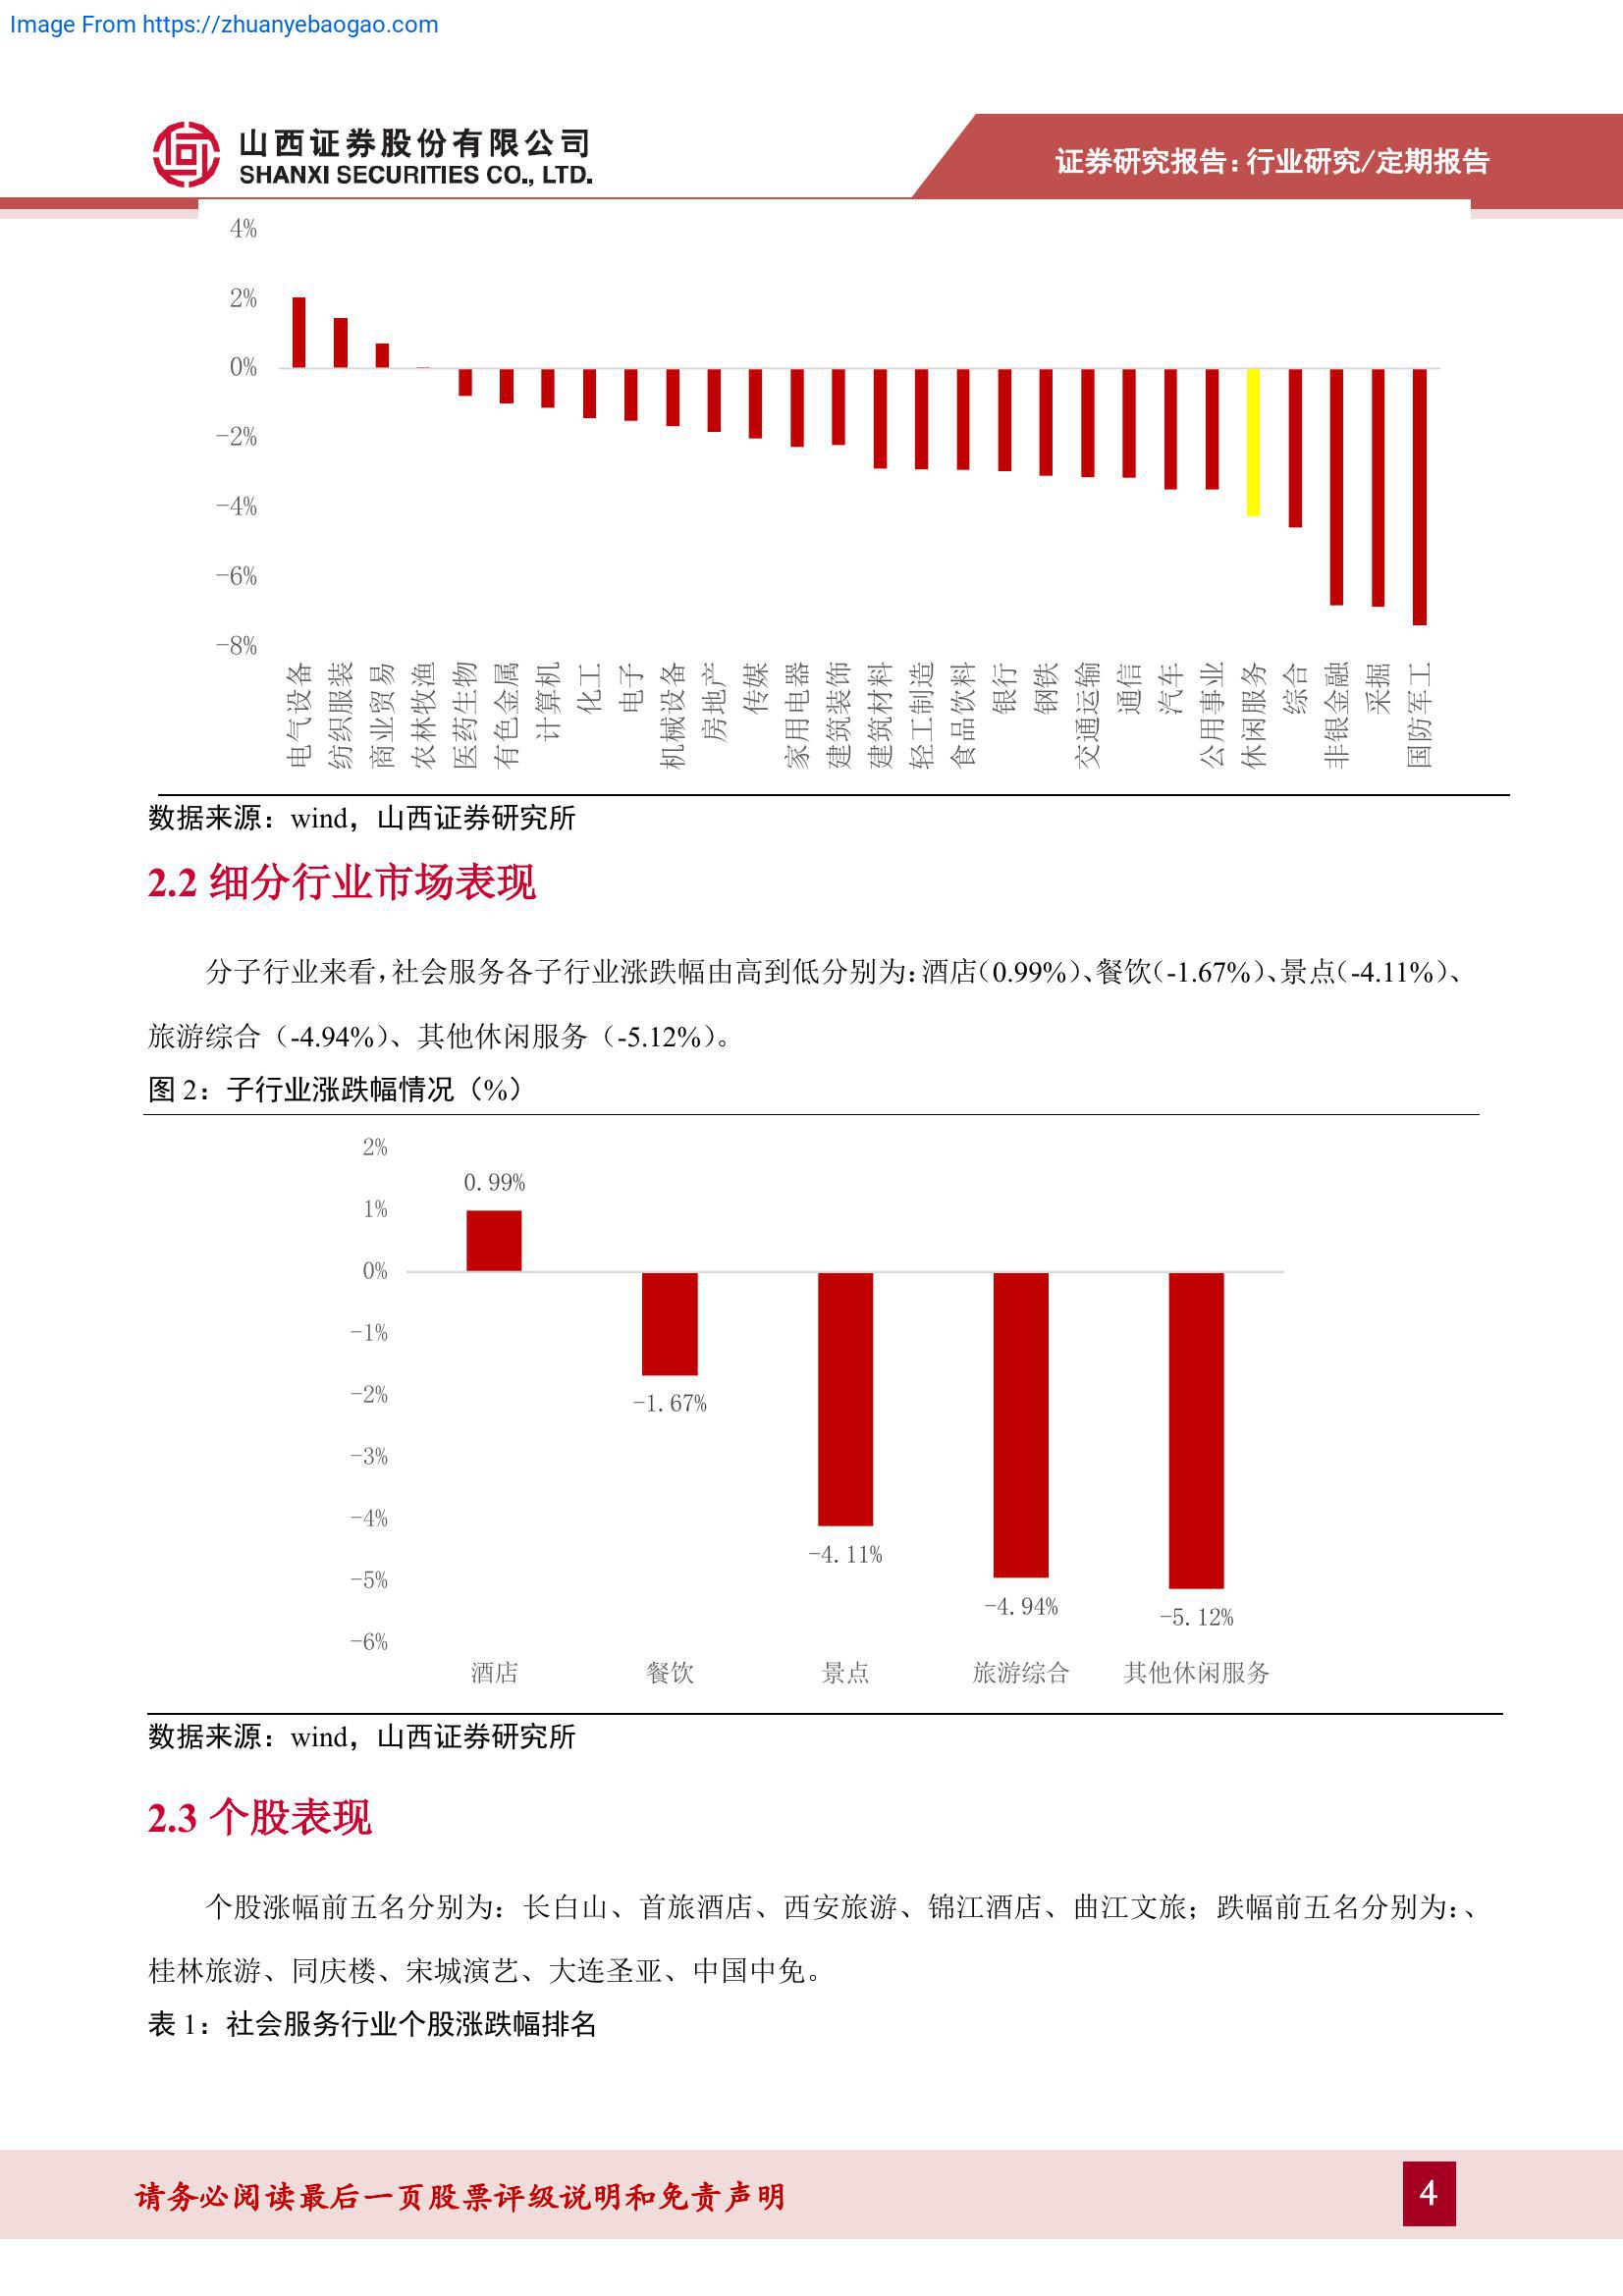 Image From https://zhuanyebaogao.com
山西证券股份有限公司
SHANXI SECURITIES CO., LTD.
证券研究报告：行业研究/定期报告
4%
2%
0%
-2%
-4%
-6%
-8%
电气设备
纺织服装
商业贸易
农林牧渔
医药生物
有色金属
计算机
化工
电子
机械设备
房地产
传媒
家用电器
建筑装饰
建筑材料
轻工制造
食品饮料
银行
钢铁
交通运输
通信
汽车
公用事业
休闲服务
综合
非银金融
采掘
国防军工
数据来源：wind，山西证券研究所
2.2 细分行业市场表现
分子行业来看，社会服务各子行业涨跌幅由高到低分别为：酒店（0.99%）、餐饮（-1.67%）、景点（-4.11%）、
旅游综合（-4.94%）、其他休闲服务（-5.12%）。
图 2：子行业涨跌幅情况（%）
2%
1%
0%
-1%
-2%
-3%
-4%
-5%
-6%
0.99%
-1.67%
-4.11%
-4.94%
-5.12%
酒店
餐饮
景点
旅游综合
其他休闲服务
数据来源：wind，山西证券研究所
2.3 个股表现
个股涨幅前五名分别为：长白山、首旅酒店、西安旅游、锦江酒店、曲江文旅；跌幅前五名分别为：、
桂林旅游、同庆楼、宋城演艺、大连圣亚、中国中免。
表 1：社会服务行业个股涨跌幅排名
请务必阅读最后一页股票评级说明和免责声明
4